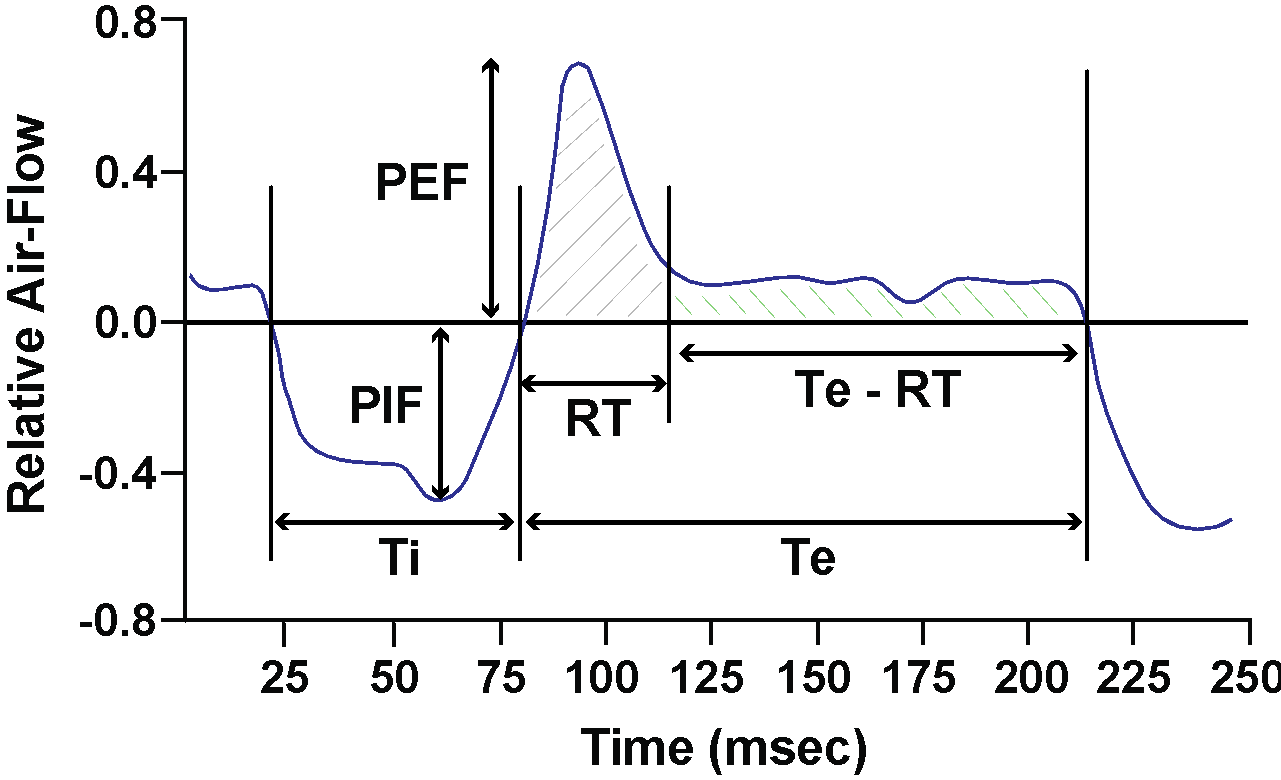 Relative Air-Flow
0.8
0.4
0.0
-0.4
-0.8
PEF
PIF
RT
Te - RT
Ti
Te
25 50 75 100 125 150 175 200 225 250
Time (msec)